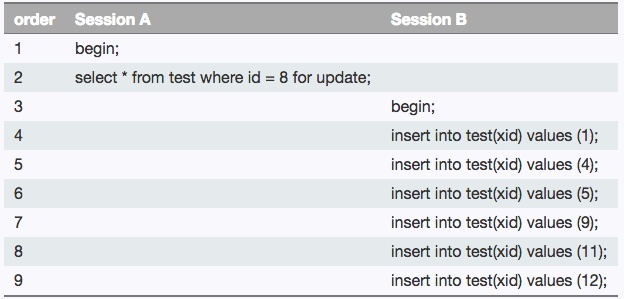 order Session A Session B
1 begin;
2 select * from test where id = 8 for update;
3 begin;
4 insert into test(xid) values (1);
5 insert into test(xid) values (4);
6 insert into test(xid) values (5);
7 insert into test(xid) values (9);
8 insert into test(xid) values (11);
9 insert into test(xid) values (12);